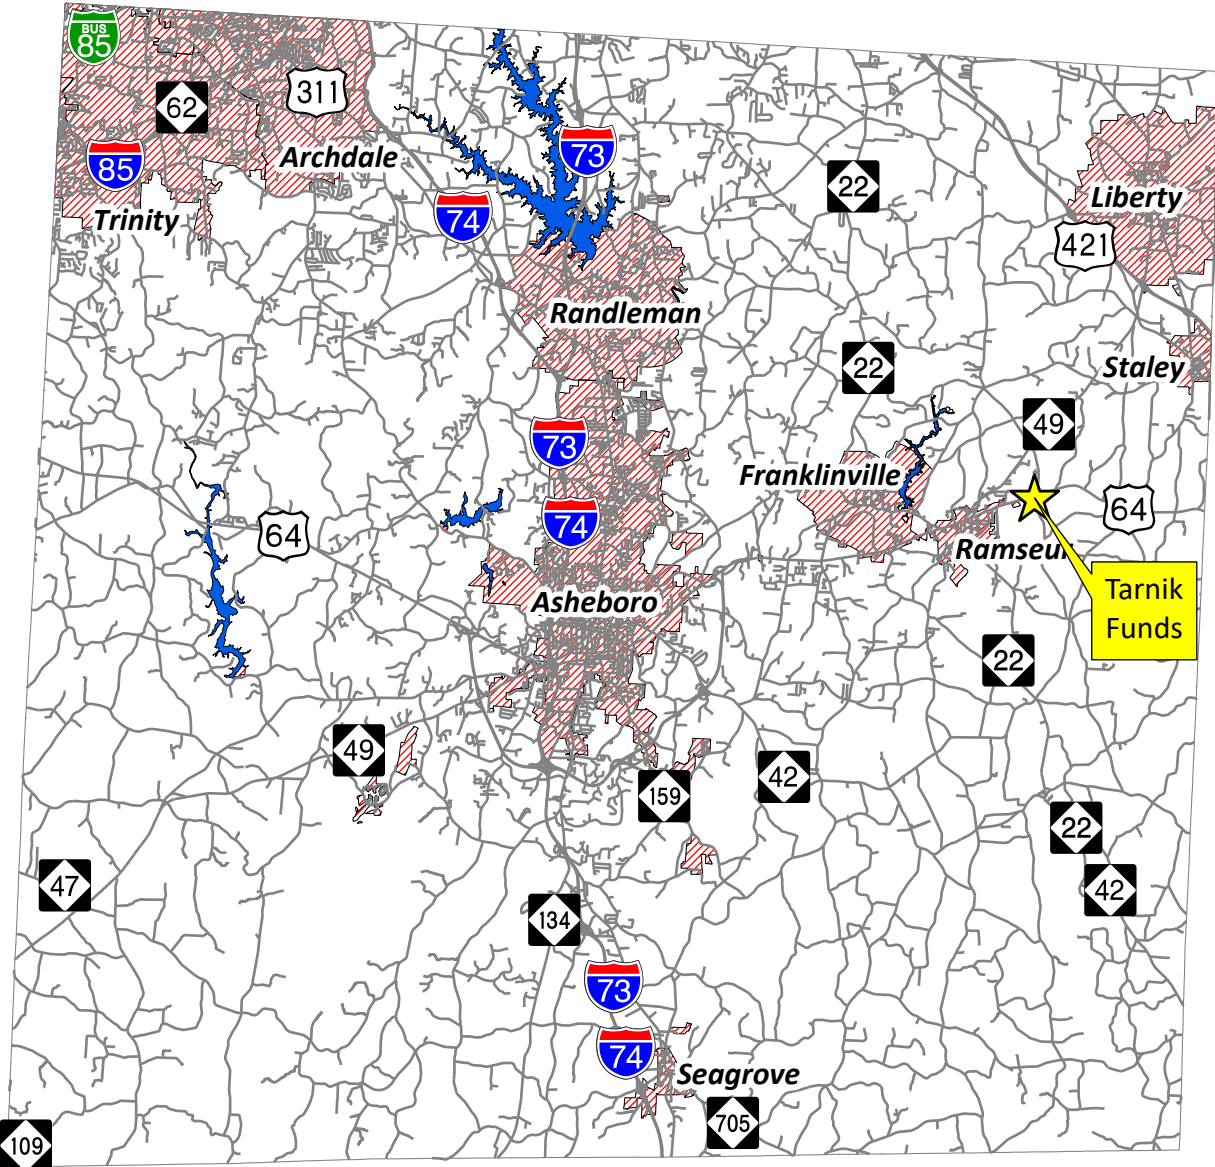 BUS
85
62
311
85
Archdale
Trinity
73
74
22
Liberty
421
Randleman
22
Staley
73
49
Franklinville
74
64
64
Ramseur
Asheboro
Tarnik
Funds
22
49
159
42
22
47
42
134
73
74
Seagrove
705
109